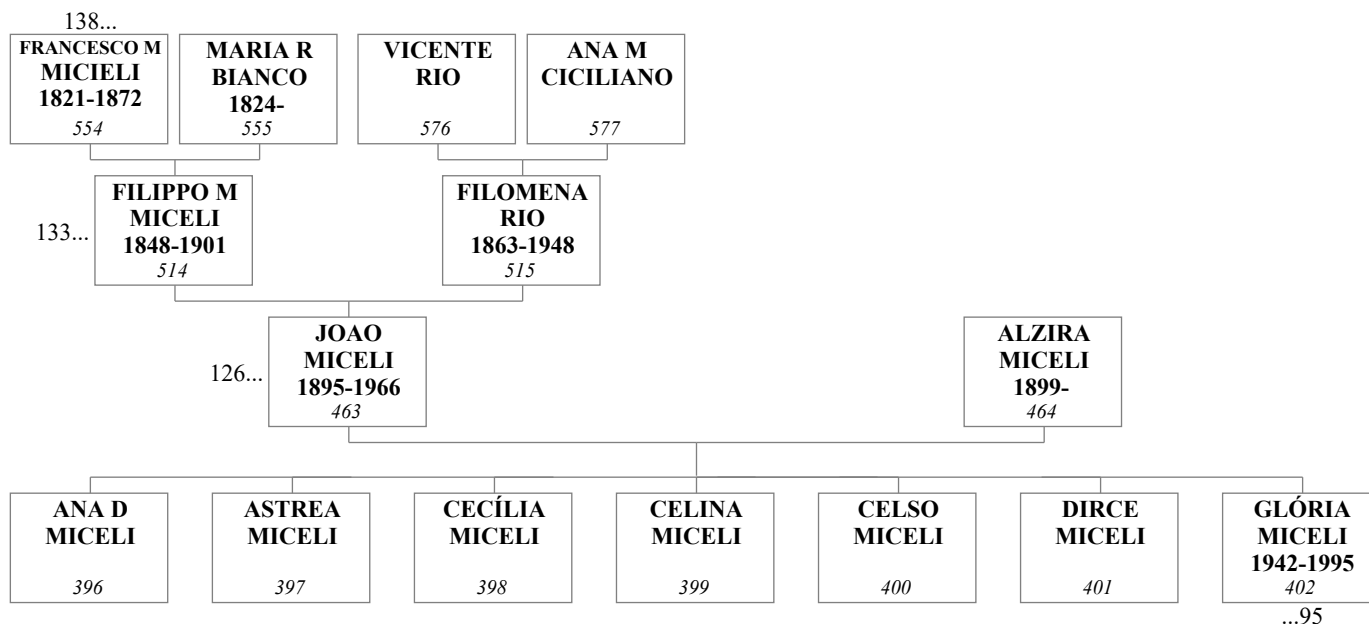 138...
FRANCESCO M
MICIELI
1821-1872
554
MARIA R
BIANCO
1824-
555
VICENTE
RIO
576
ANA M
CICILIANO
577
133...
FILIPPO M
MICELI
1848-1901
514
FILOMENA
RIO
1863-1948
515
126...
JOAO
MICELI
1895-1966
463
ALZIRA
MICELI
1899-
464
ANA D
MICELI
396
ASTREA
MICELI
397
CECÍLIA
MICELI
398
CELINA
MICELI
399
CELSO
MICELI
400
DIRCE
MICELI
401
GLÓRIA
MICELI
1942-1995
402
...95